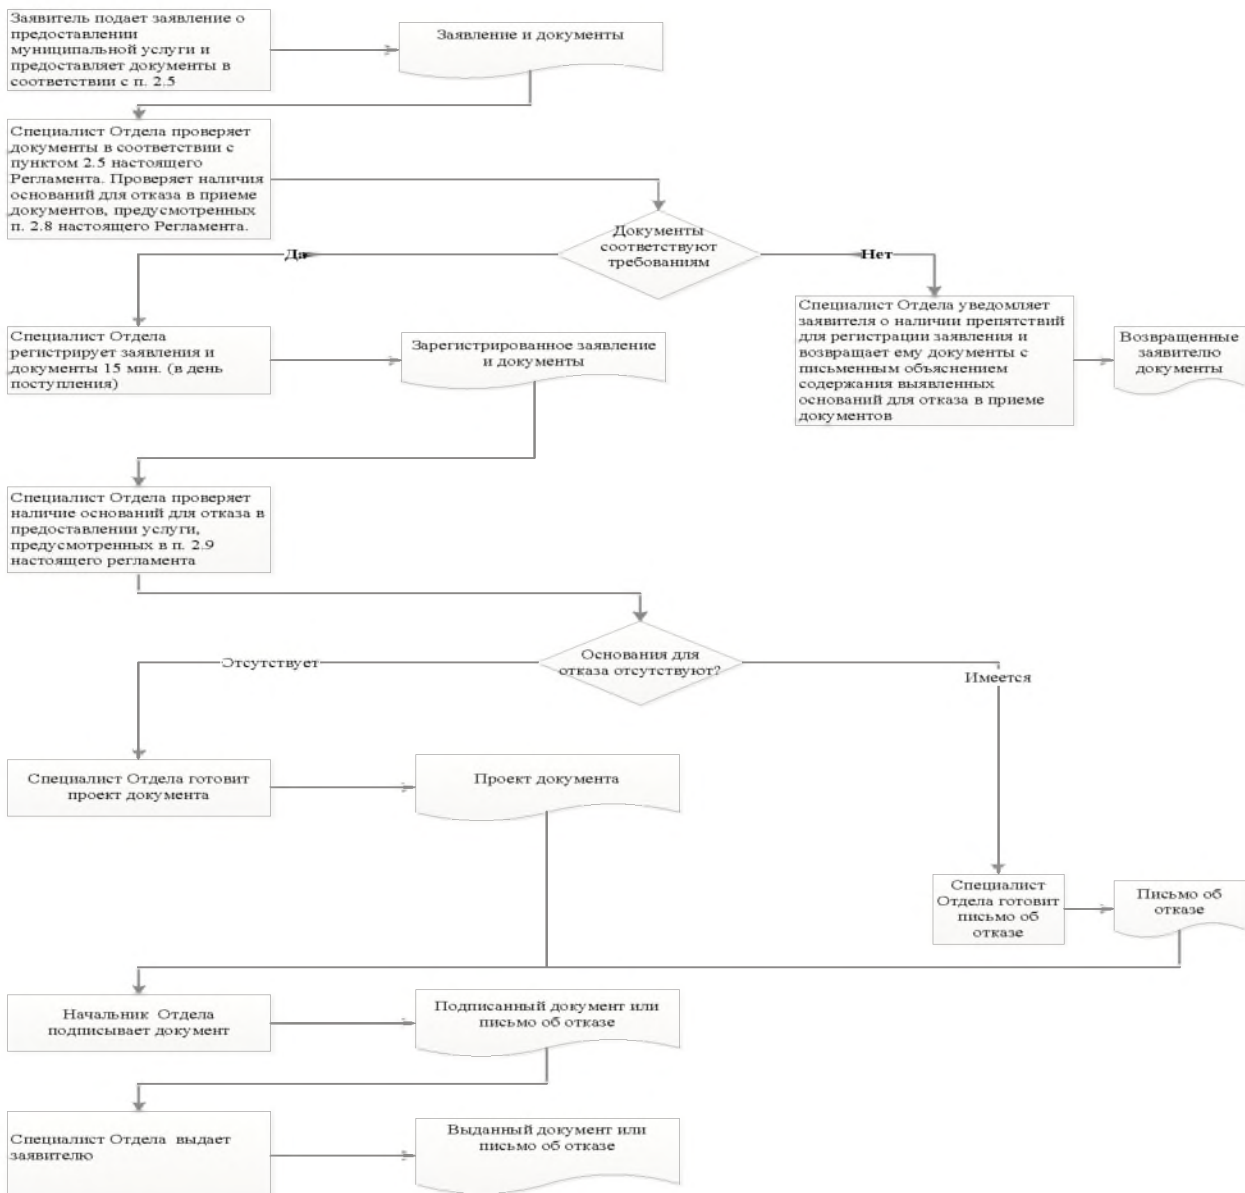 Заявитель подает заявление о
предоставлении
муниципальной услуги и
предоставляет документы в
соответствии с п. 2.5
Заявление и документы
Специалист Отдела проверяет
документы в соответствии с
пунктом 2.5 настоящего
Регламента. Проверяет наличия
оснований для отказа в приеме
документов, предусмотренных
п. 2.8 настоящего Регламента.
Документы
соответствуют
требованиям
Да
Нет
Специалист Отдела
регистрирует заявления и
документы 15 мин. (в день
поступления)
Зарегистрированное заявление
и документы
Специалист Отдела уведомляет
заявителя о наличии препятствий
для регистрации заявления и
возвращает ему документы с
письменным объяснением
содержания выявленных
оснований для отказа в приеме
документов
Возвращенные
заявителю
документы
Специалист Отдела проверяет
наличие оснований для отказа в
предоставлении услуги,
предусмотренных в п. 2.9
настоящего регламента
Основания для
отказа отсутствуют?
Отсутствует
Имеется
Специалист Отдела готовит
проект документа
Проект документа
Специалист
Отдела готовит
письмо об
отказе
Письмо об
отказе
Начальник Отдела
подписывает документ
Подписанный документ или
письмо об отказе
Специалист Отдела выдает
заявителю
Выданный документ или
письмо об отказе